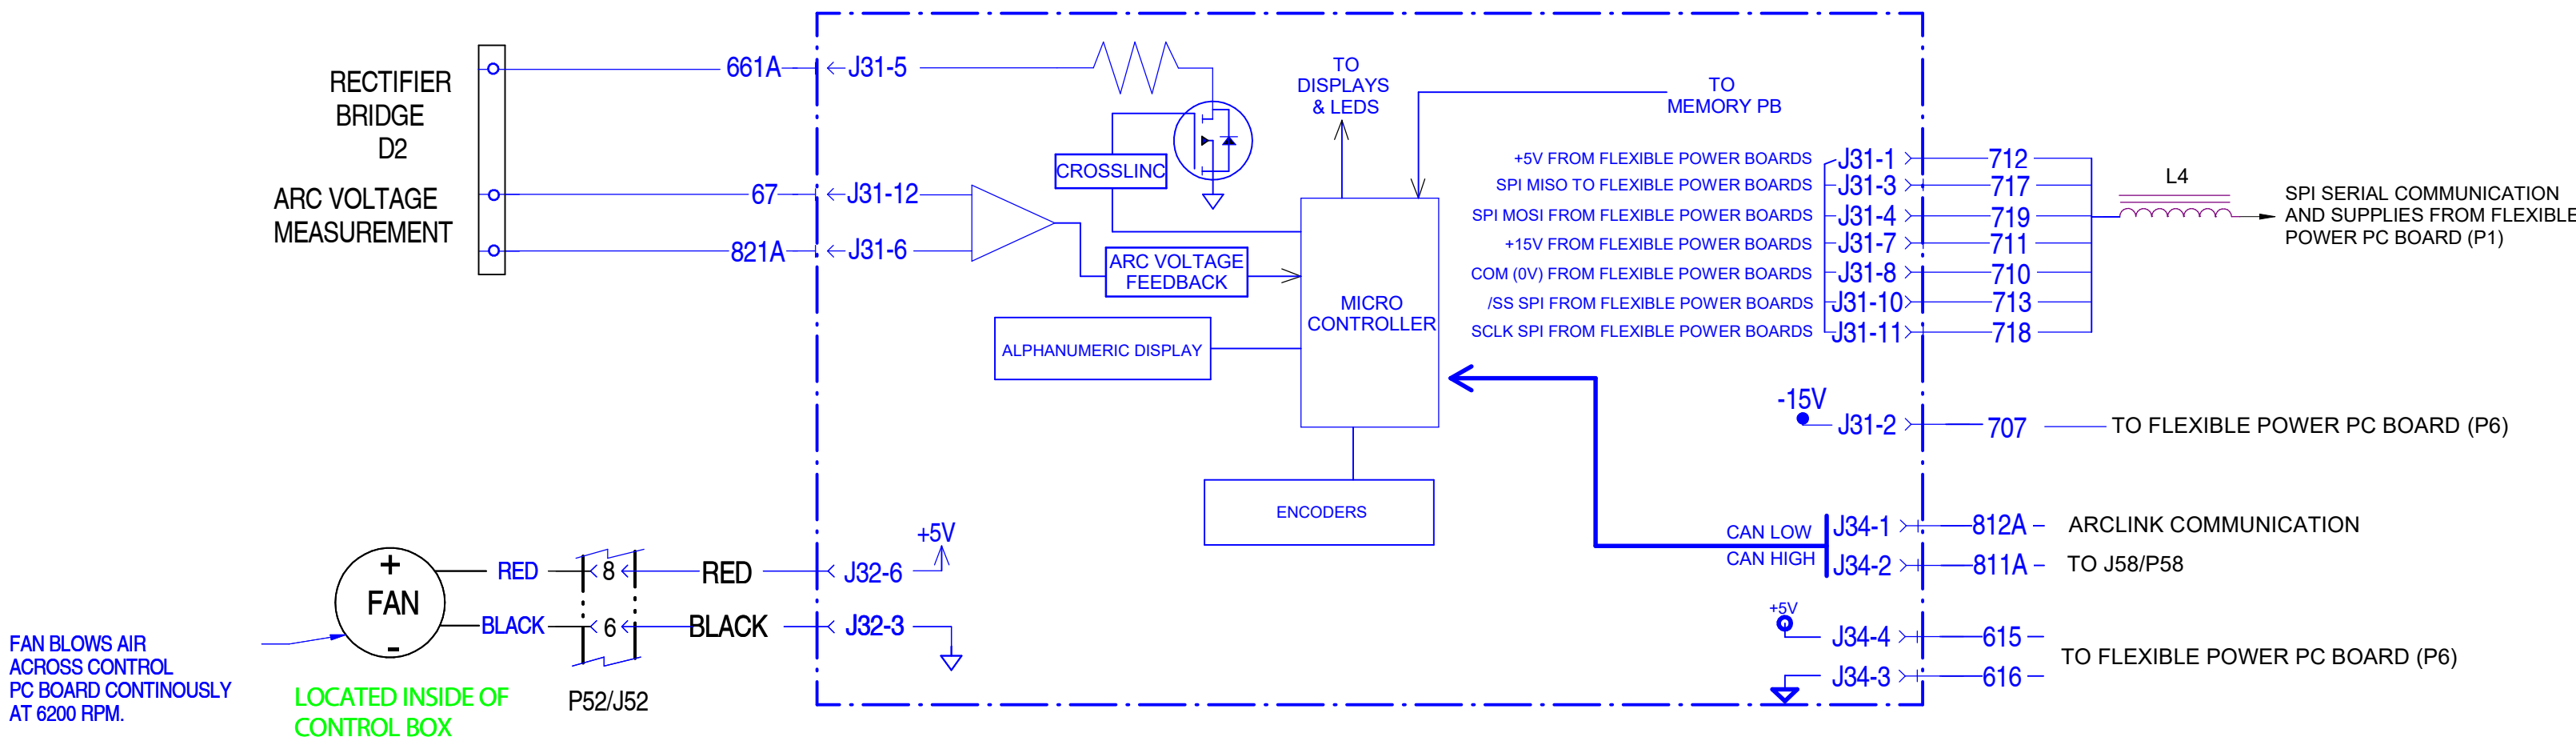 RECTIFIER
BRIDGE
D2
ARC VOLTAGE
MEASUREMENT
661A
J31-5
67
J31-12
821A
J31-6
CROSSLINC
TO
DISPLAYS
& LEDS
TO
MEMORY PB
ARC VOLTAGE
FEEDBACK
MICRO
CONTROLLER
ALPHANUMERIC DISPLAY
ENCODERS
+5V FROM FLEXIBLE POWER BOARDS J31-1 712
SPI MISO TO FLEXIBLE POWER BOARDS J31-3 717
SPI MOSI FROM FLEXIBLE POWER BOARDS J31-4 719
+15V FROM FLEXIBLE POWER BOARDS J31-7 711
COM (0V) FROM FLEXIBLE POWER BOARDS J31-8 710
/SS SPI FROM FLEXIBLE POWER BOARDS J31-10 713
SCLK SPI FROM FLEXIBLE POWER BOARDS J31-11 718
L4
SPI SERIAL COMMUNICATION
AND SUPPLIES FROM FLEXIBLE
POWER PC BOARD (P1)
-15V
J31-2 707 TO FLEXIBLE POWER PC BOARD (P6)
CAN LOW J34-1 812A ARCLINK COMMUNICATION
CAN HIGH J34-2 811A TO J58/P58
+5V
J34-4 615
J34-3 616
TO FLEXIBLE POWER PC BOARD (P6)
+
FAN
-
RED 8 RED J32-6 +5V
BLACK 6 BLACK J32-3
P52/J52
FAN BLOWS AIR
ACROSS CONTROL
PC BOARD CONTINOUSLY
AT 6200 RPM.
LOCATED INSIDE OF
CONTROL BOX